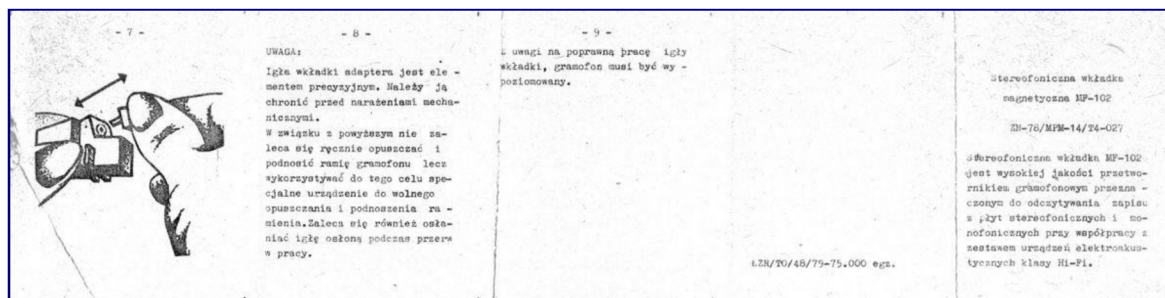 - 7 -
- 8 -
UWAGA:
Igła wkładki adaptera jest ele -
mentem precyzyjnym. Należy ją
chronić przed narażeniami mecha-
nicznymi.
W związku z powyższym nie za-
leca się ręcznie opuszczać i
podnosić ramię gramofonu lecz
wykorzystywać do tego celu spe-
cjalne urządzenie do wolnego
opuszczania i podnoszenia ra -
mienia.Zaleca się również osła-
niać igłę osłoną podczas przerw
w pracy.
- 9 -
Z uwagi na poprawną pracę igły
wkładki, gramofon musi być wy -
poziomowany.
ŁZH/TO/48/79-75.000 egz.
Stereofoniczna wkładka
magnetyczna MF-102
ZN-78/MPM-14/T4-027
Stereofoniczna wkładka MF-102
jest wysokiej jakości przetwo-
rnikiem gramofonowym przezna -
czonym do odczytywania zapisu
z płyt stereofonicznych i mo-
nofonicznych przy współpracy z
zestawem urządzeń elektroakus-
tycznych klasy Hi-Fi.